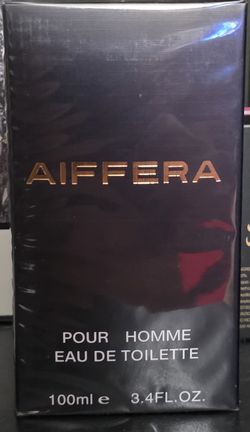 AIFFERA
POUR HOMME
EAU DE TOILETTE
100ml e 3.4FL.OZ.